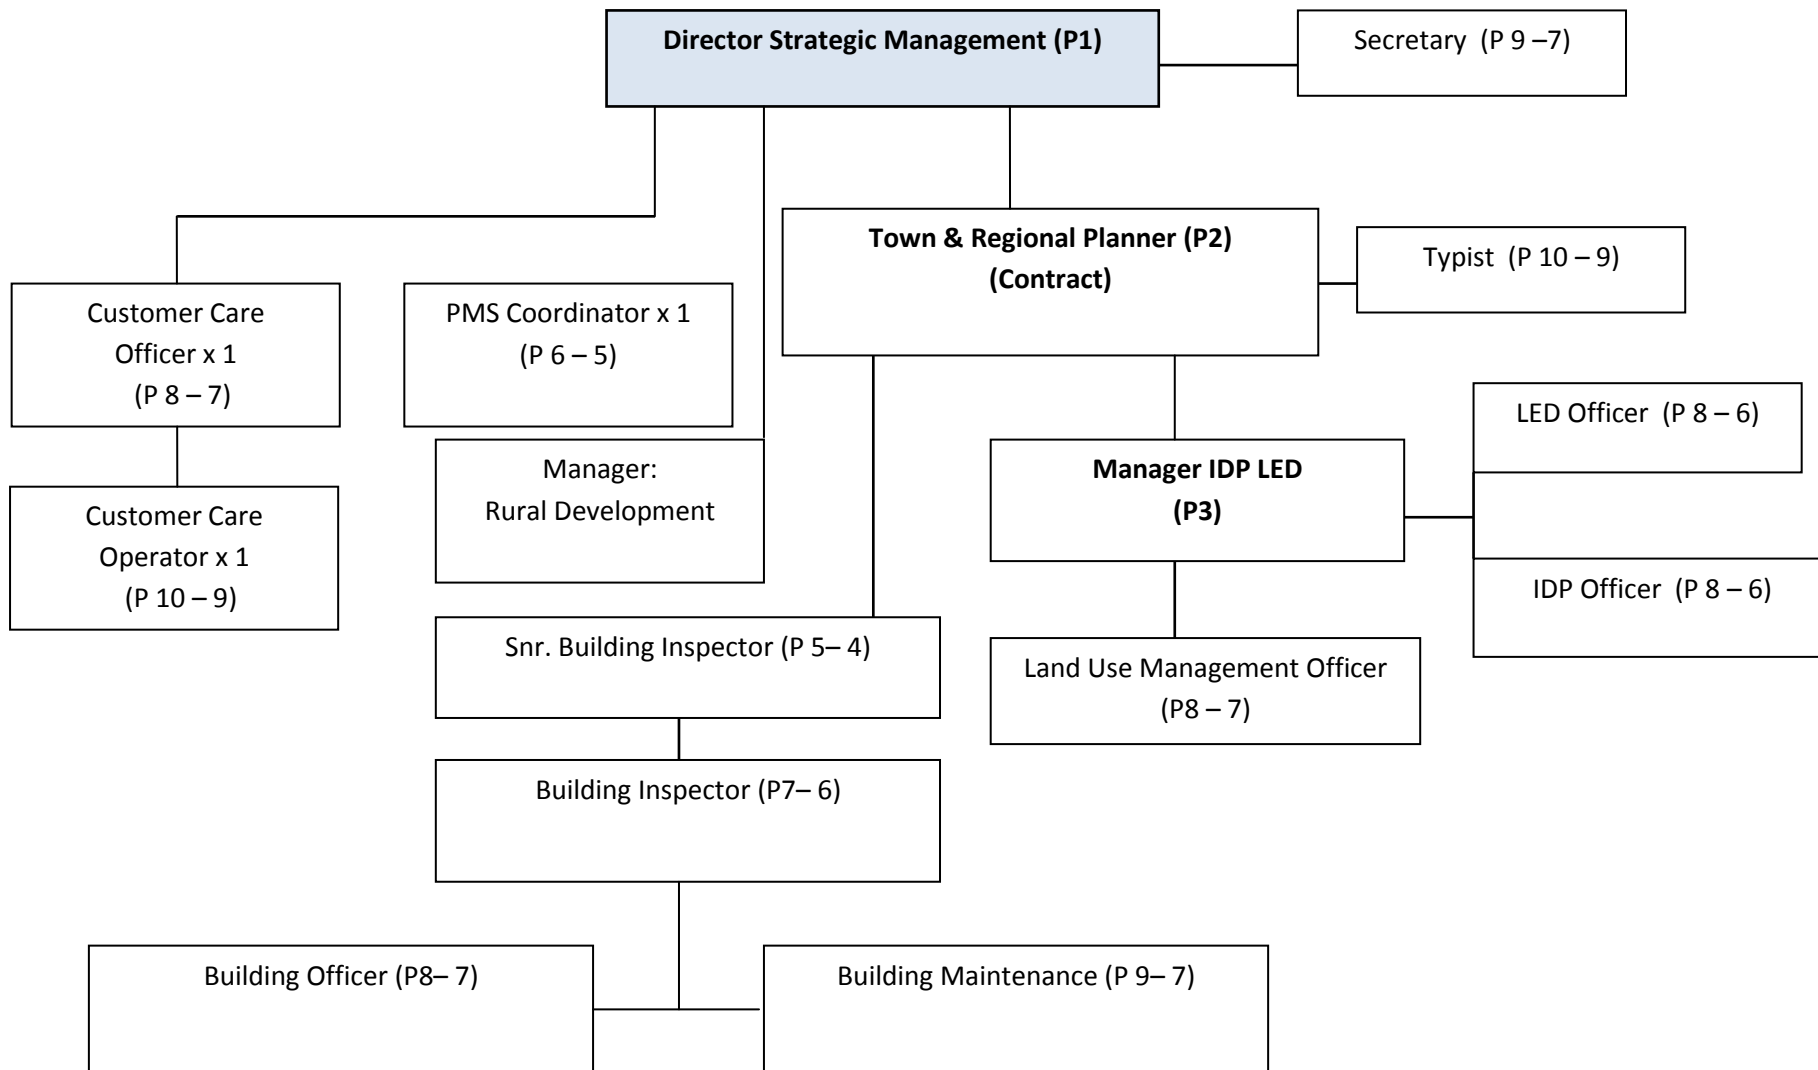 Director Strategic Management (P1)
Secretary (P 9 –7)
Town & Regional Planner (P2)
(Contract)
Typist (P 10 – 9)
Customer Care
Officer x 1
(P 8 – 7)
PMS Coordinator x 1
(P 6 – 5)
LED Officer (P 8 – 6)
Manager:
Rural Development
Manager IDP LED
(P3)
Customer Care
Operator x 1
(P 10 – 9)
IDP Officer (P 8 – 6)
Snr. Building Inspector (P 5– 4)
Land Use Management Officer
(P8 – 7)
Building Inspector (P7– 6)
Building Officer (P8– 7)
Building Maintenance (P 9– 7)